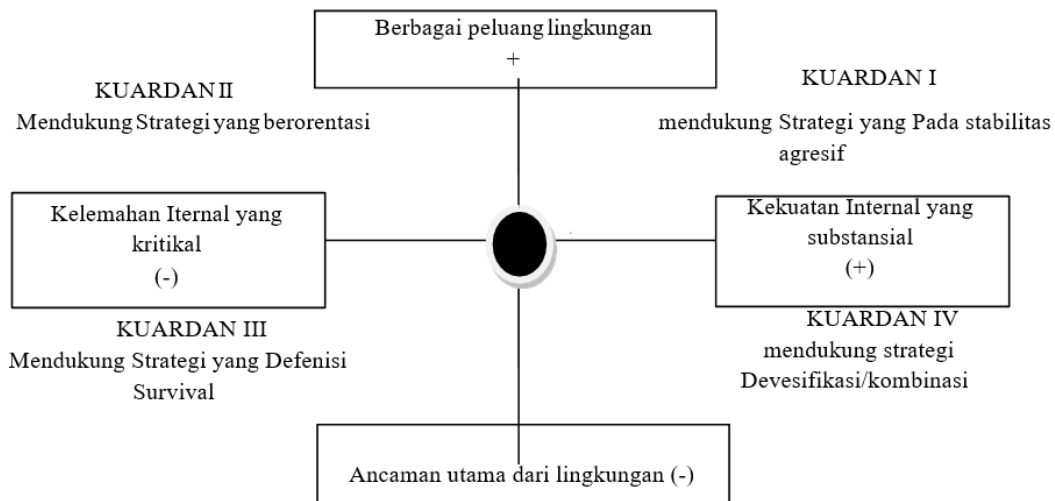 Berbagai peluang lingkungan
+
KUARDAN II
Mendukung Strategi yang berorentasi
KUARDAN I
mendukung Strategi yang Pada stabilitas
agresif
Kelemahan Iternal yang
kritikal
(-)
Kekuatan Internal yang
substansial
(+)
KUARDAN III
Mendukung Strategi yang Defenisi
Survival
KUARDAN IV
mendukung strategi
Devesifikasi/kombinasi
Ancaman utama dari lingkungan (-)